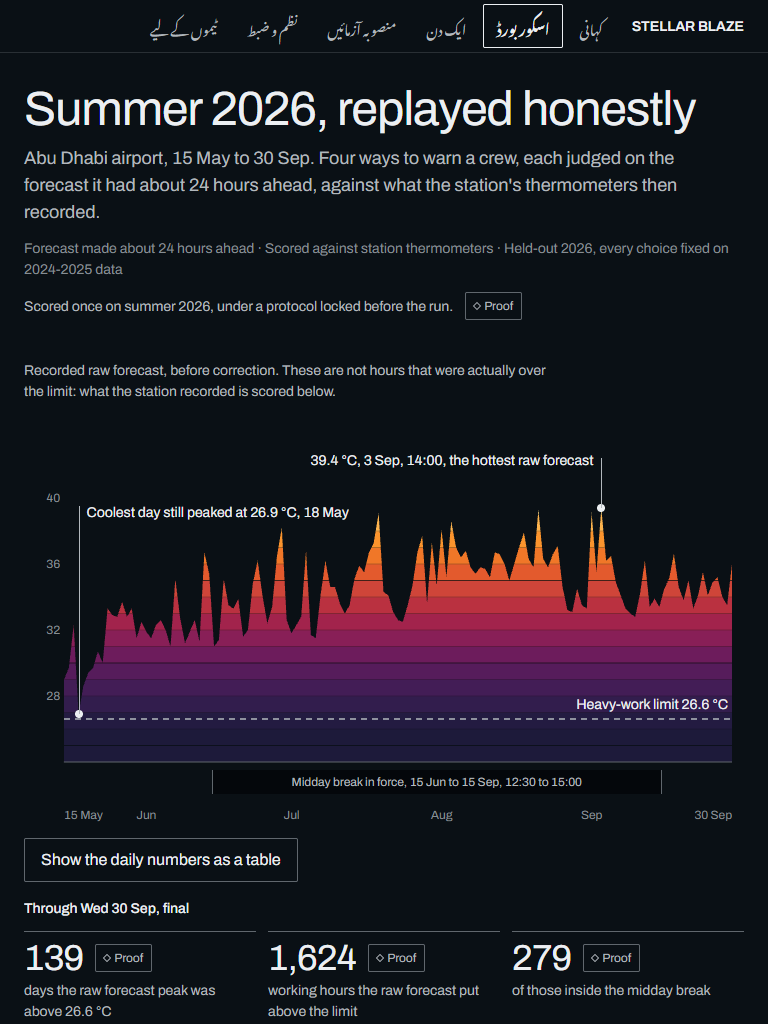 STELLAR BLAZE
کہانی
اسکور بورڈ
ایک دن
منصوبہ آزمائیں
نظم و ضبط
ٹیموں کے لیے
Summer 2026, replayed honestly
Abu Dhabi airport, 15 May to 30 Sep. Four ways to warn a crew, each judged on the
forecast it had about 24 hours ahead, against what the station's thermometers then
recorded.
Forecast made about 24 hours ahead · Scored against station thermometers · Held-out 2026, every choice fixed on
2024-2025 data
Scored once on summer 2026, under a protocol locked before the run.
◇ Proof
Recorded raw forecast, before correction. These are not hours that were actually over
the limit: what the station recorded is scored below.
39.4 °C, 3 Sep, 14:00, the hottest raw forecast
Coolest day still peaked at 26.9 °C, 18 May
40
36
32
28
Heavy-work limit 26.6 °C
Midday break in force, 15 Jun to 15 Sep, 12:30 to 15:00
15 May
Jun
Jul
Aug
Sep
30 Sep
Show the daily numbers as a table
Through Wed 30 Sep, final
139
◇ Proof
days the raw forecast peak was
above 26.6 °C
1,624
◇ Proof
working hours the raw forecast put
above the limit
279
◇ Proof
of those inside the midday break